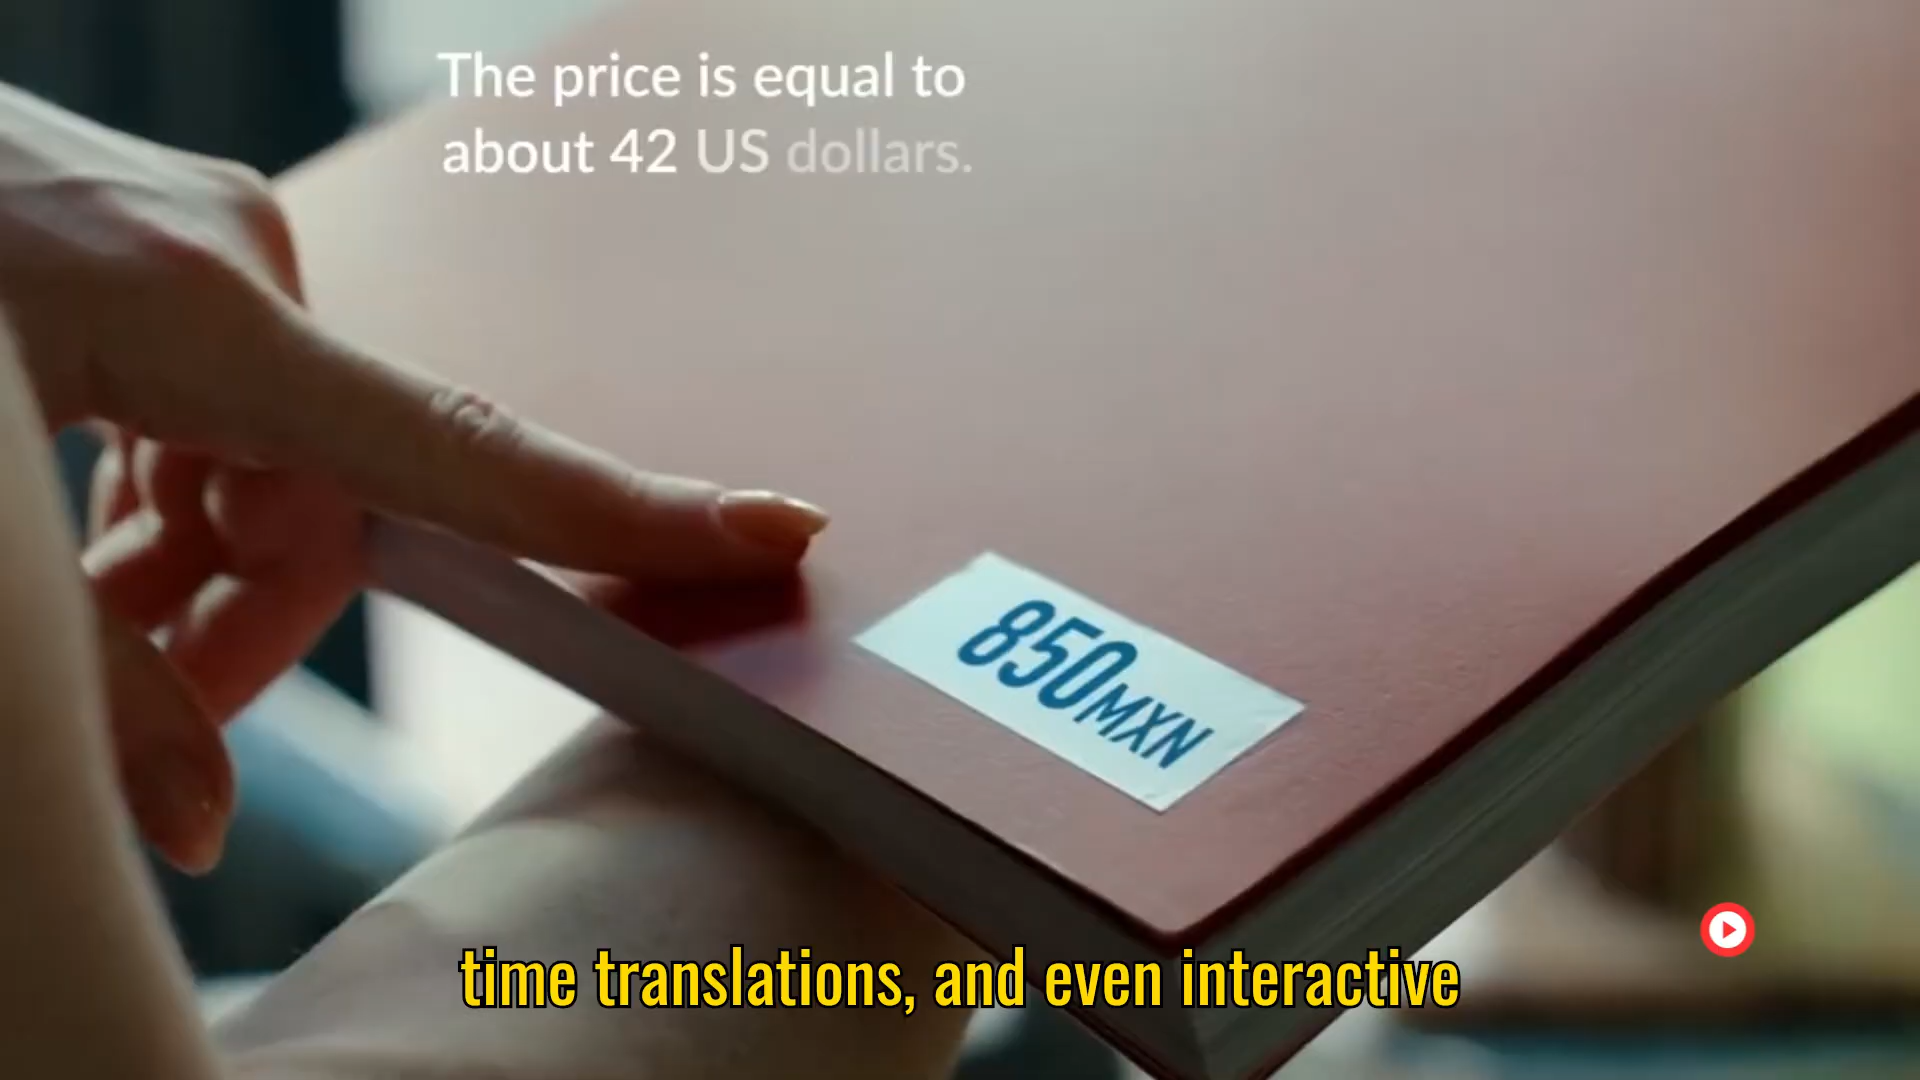 The price is equal to
about 42 US dollars.
850MXN
time translations, and even interactive